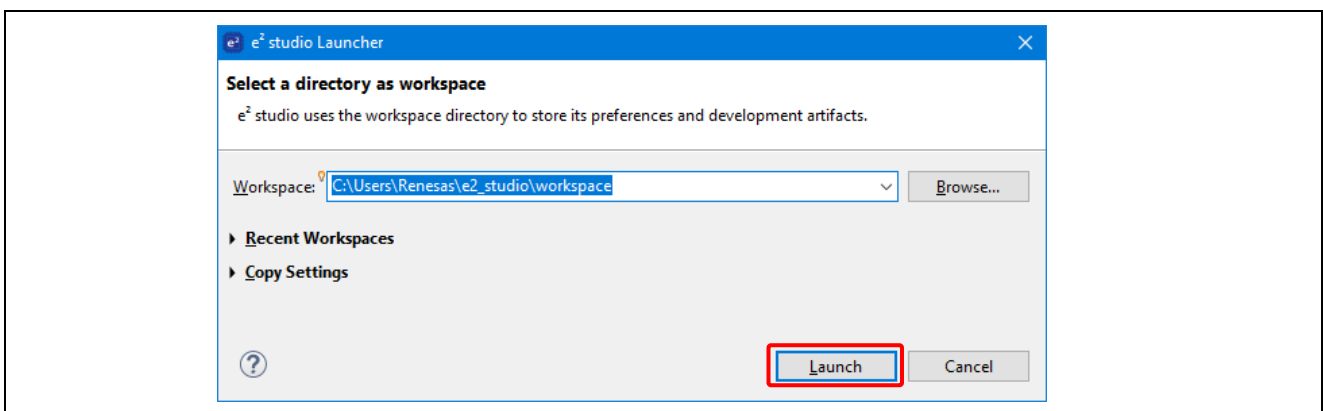 e² e² studio Launcher
Select a directory as workspace
e² studio uses the workspace directory to store its preferences and development artifacts.
Workspace: C:\Users\Renesas\e2_studio\workspace Browse...
Recent Workspaces
Copy Settings
? Launch Cancel